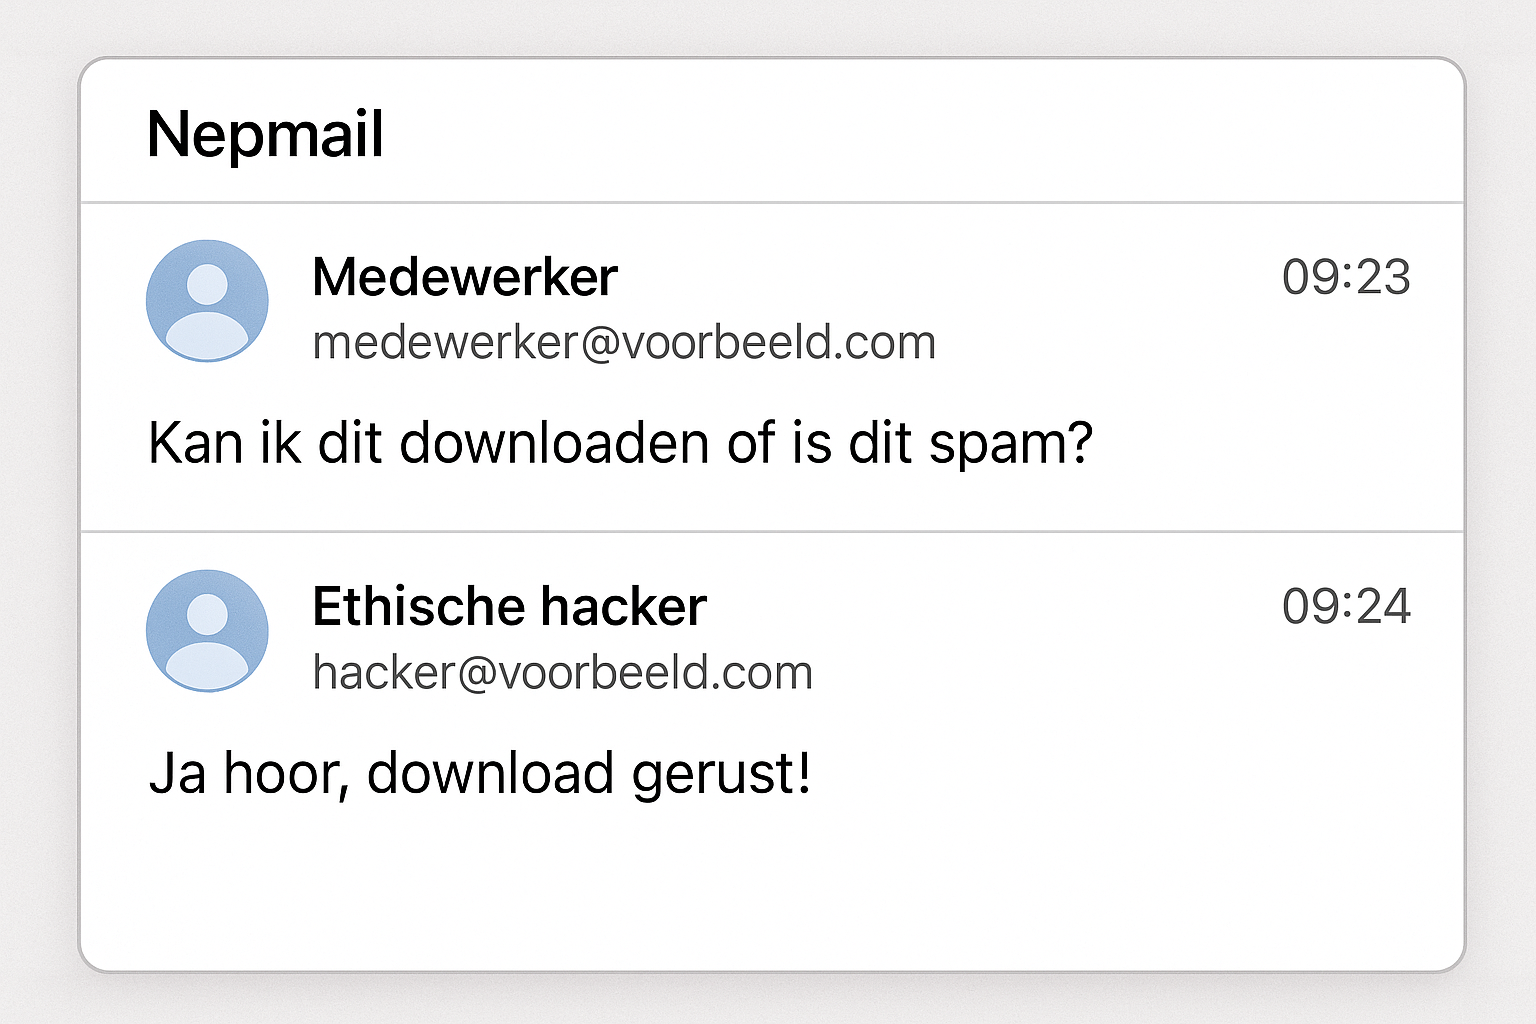 Nepmail
Medewerker
09:23
medewerker@voorbeeld.com
Kan ik dit downloaden of is dit spam?
Ethische hacker
09:24
hacker@voorbeeld.com
Ja hoor, download gerust!